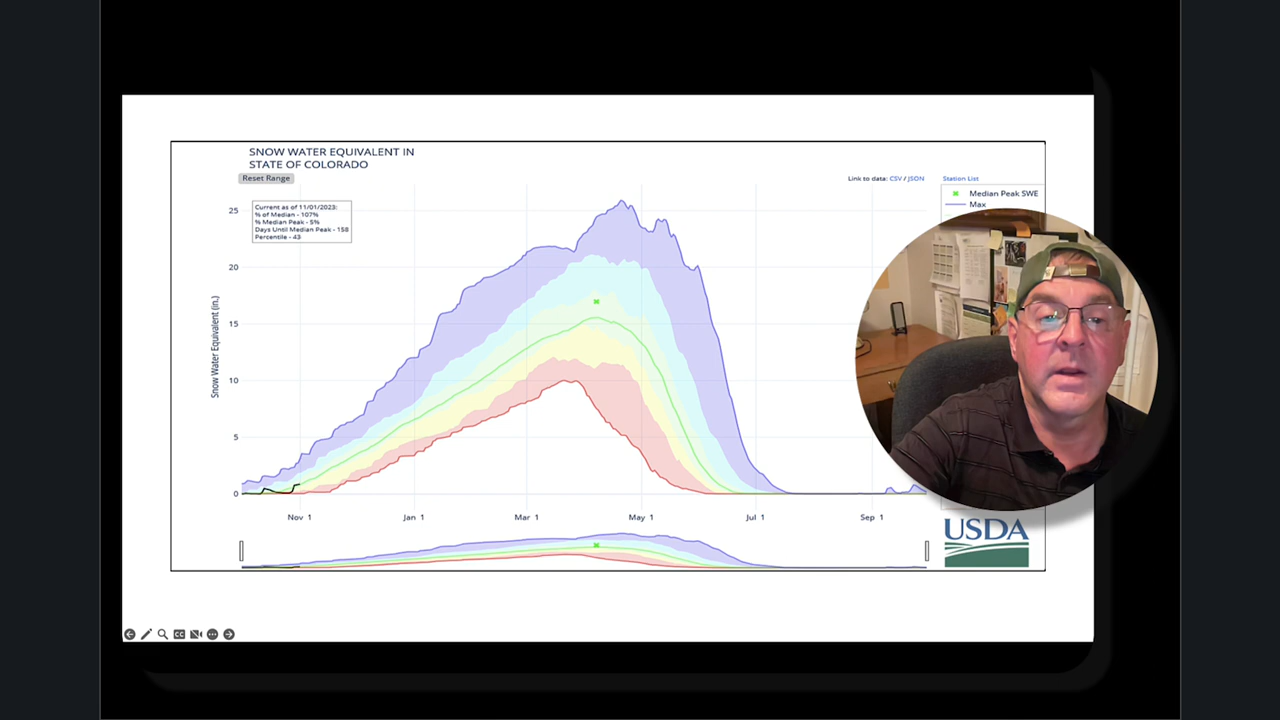 SNOW WATER EQUIVALENT IN
STATE OF COLORADO
Reset Range
Link to data: CSV / JSON
Station List
Median Peak SWE
Max
Current as of 11/01/2023:
% of Median - 107%
% Median Peak - 5%
Days Until Median Peak - 158
Percentile - 43
Snow Water Equivalent (in.)
25
20
15
10
5
0
Nov 1
Jan 1
Mar 1
May 1
Jul 1
Sep 1
USDA
CC